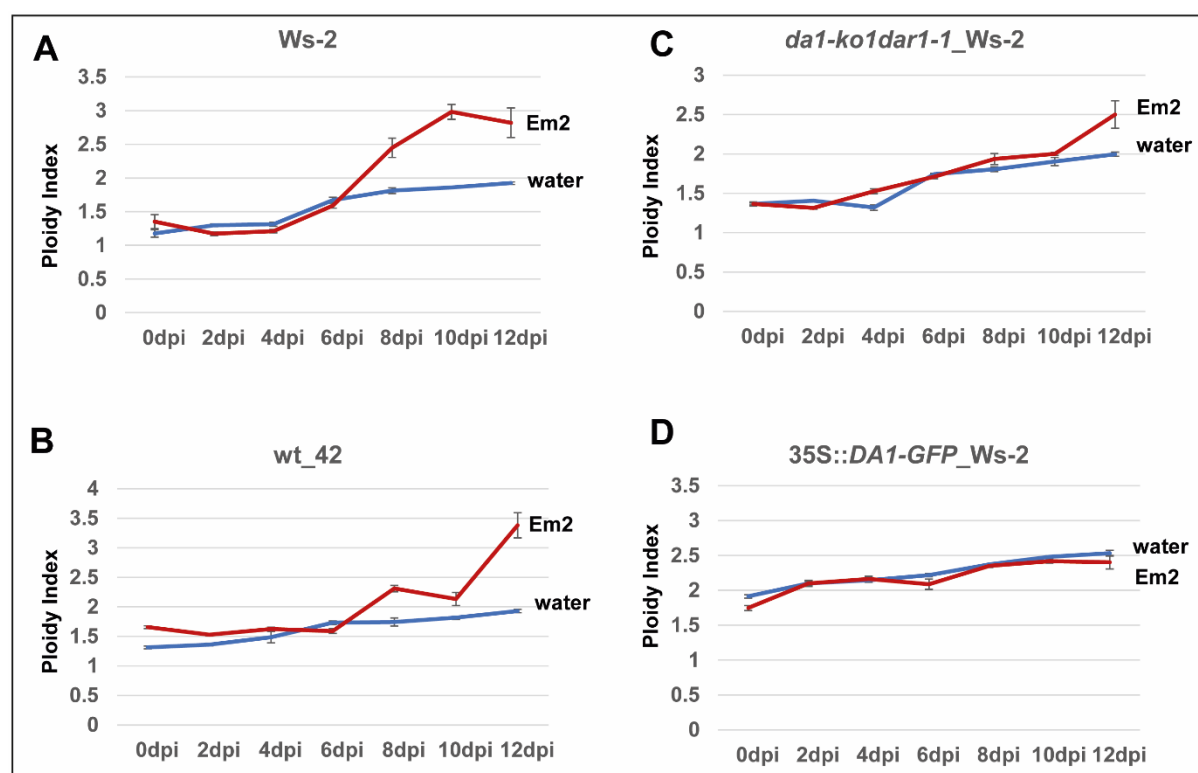 A
Ws-2
Ploidy Index
3.5
3
2.5
2
1.5
1
0.5
0
Em2
water
0dpi 2dpi 4dpi 6dpi 8dpi 10dpi 12dpi
C
da1-ko1dar1-1_Ws-2
Ploidy Index
3
2.5
2
1.5
1
0.5
0
Em2
water
0dpi 2dpi 4dpi 6dpi 8dpi 10dpi 12dpi
B
wt_42
Ploidy Index
4
3.5
3
2.5
2
1.5
1
0.5
0
Em2
water
0dpi 2dpi 4dpi 6dpi 8dpi 10dpi 12dpi
D
35S::DA1-GFP_Ws-2
Ploidy Index
3.5
3
2.5
2
1.5
1
0.5
0
water
Em2
0dpi 2dpi 4dpi 6dpi 8dpi 10dpi 12dpi